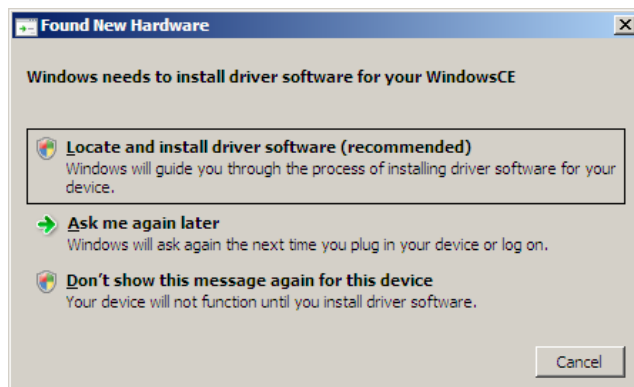 Found New Hardware
Windows needs to install driver software for your WindowsCE
Locate and install driver software (recommended)
Windows will guide you through the process of installing driver software for your
device.
Ask me again later
Windows will ask again the next time you plug in your device or log on.
Don't show this message again for this device
Your device will not function until you install driver software.
Cancel